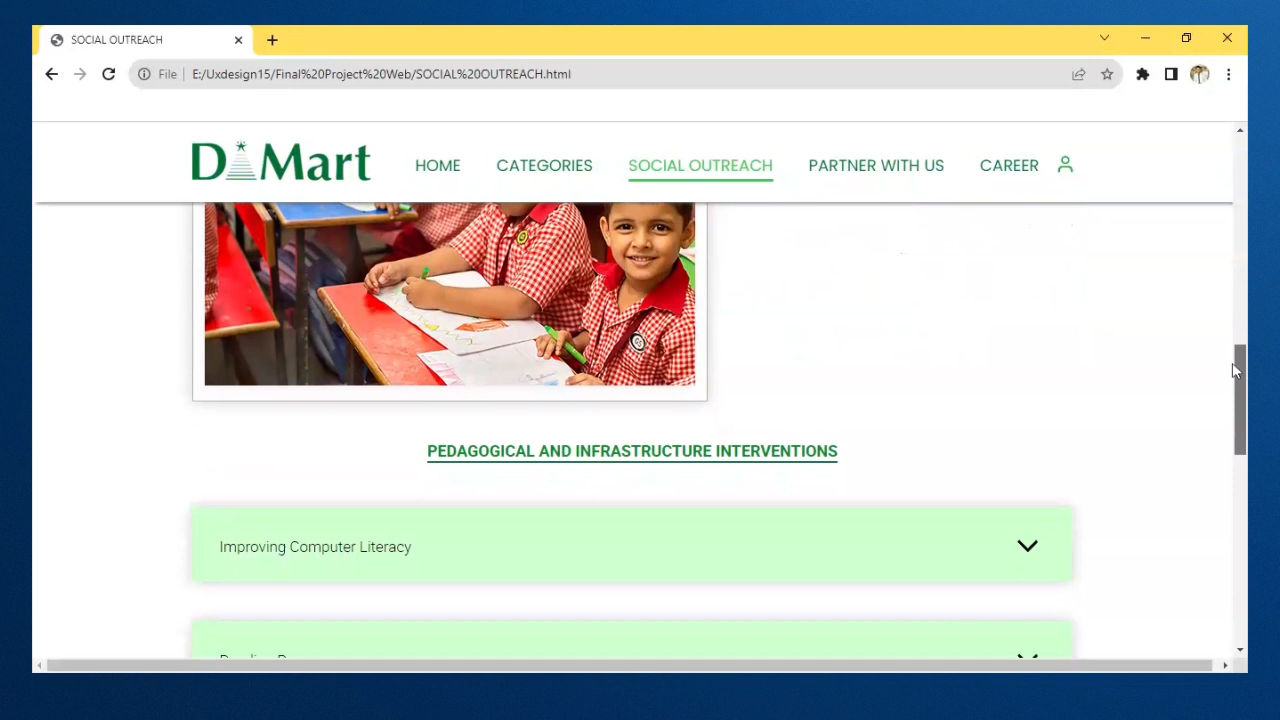 SOCIAL OUTREACH
File
E:/Uxdesign15/Final%20Project%20Web/SOCIAL%20OUTREACH.html
D Mart
HOME CATEGORIES SOCIAL OUTREACH PARTNER WITH US CAREER
PEDAGOGICAL AND INFRASTRUCTURE INTERVENTIONS
Improving Computer Literacy